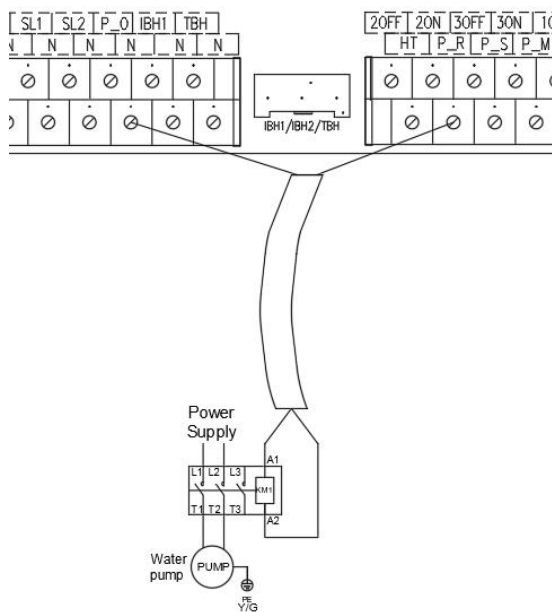 SL1 SL2 P_O IBH1 TBH
N N N N N N
2OFF 2ON 3OFF 3ON
HT P_R P_S P_M
IBH1/IBH2/TBH
Power
Supply
L1 L2 L3 A1
KM1
T1 T2 T3 A2
Water
pump
PUMP
PE
Y/G